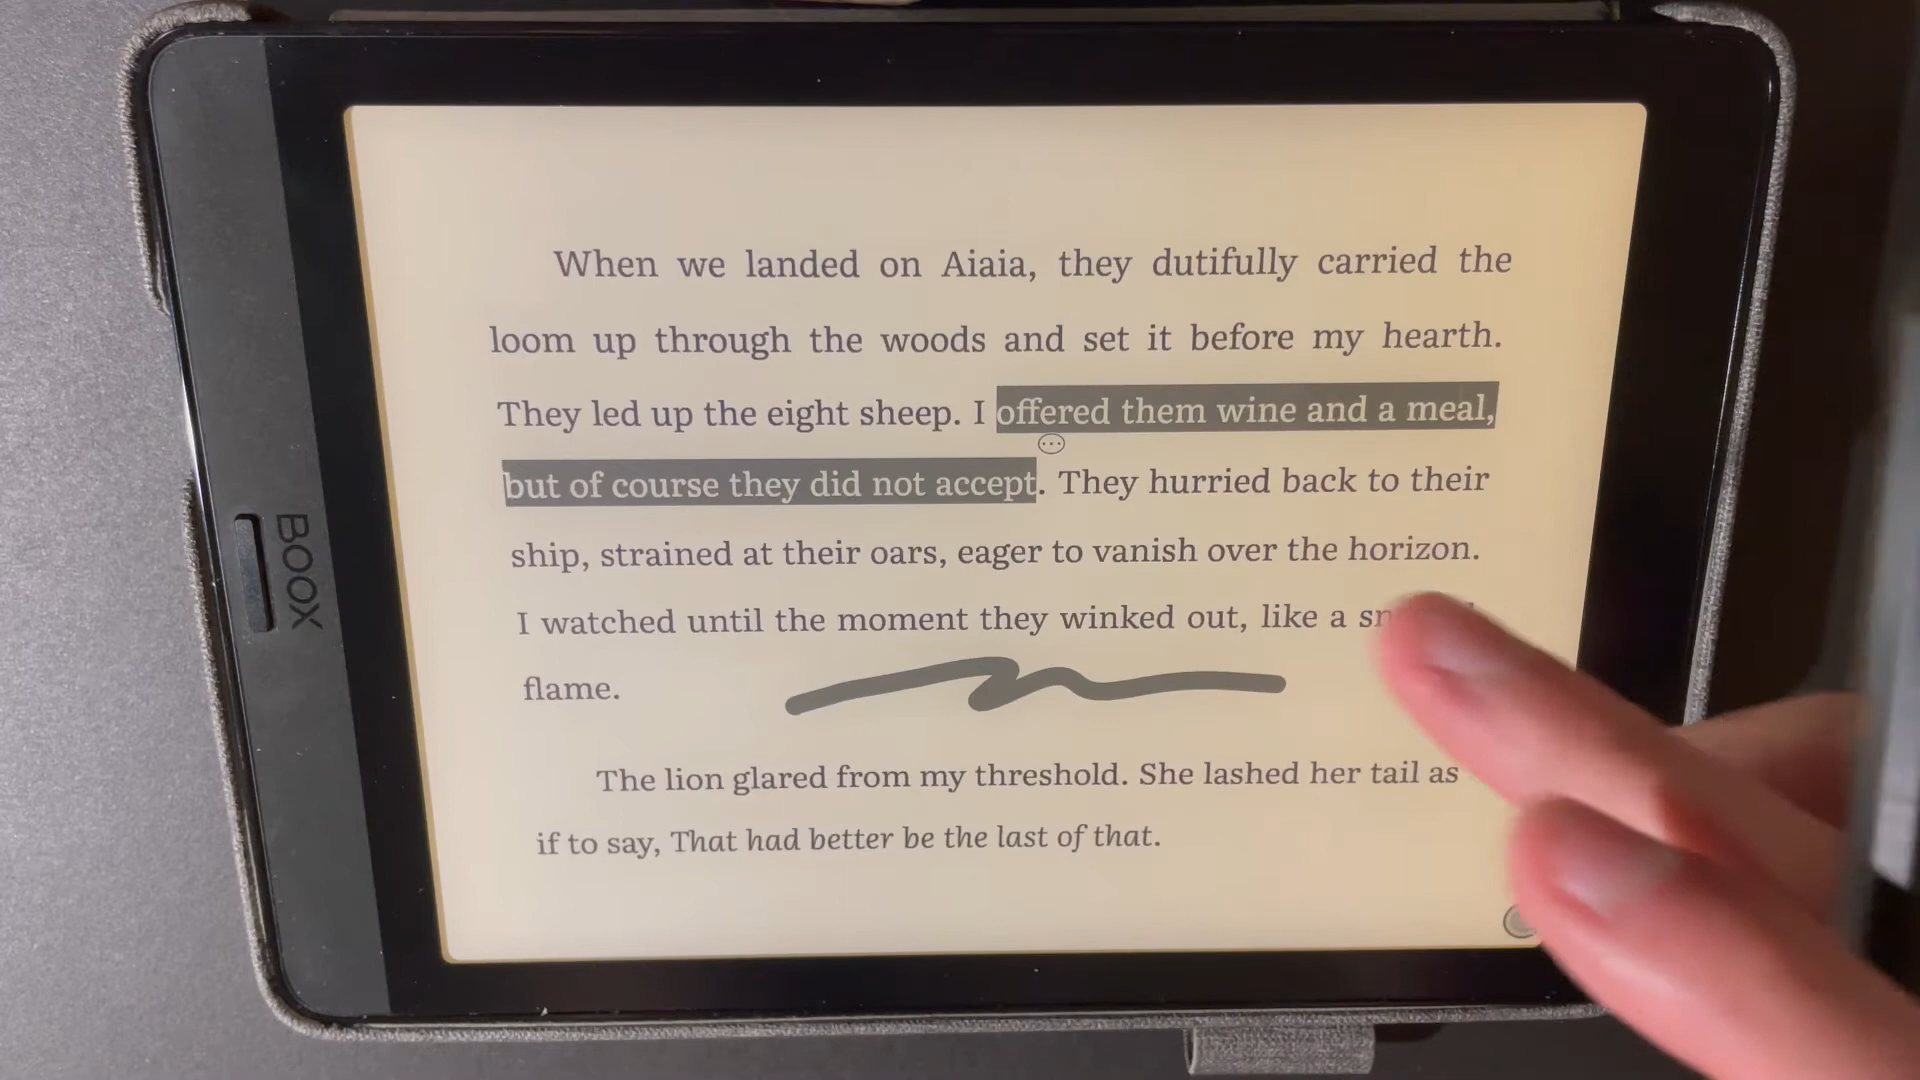 When we landed on Aiaia, they dutifully carried the
loom up through the woods and set it before my hearth.
They led up the eight sheep. I offered them wine and a meal,
but of course they did not accept. They hurried back to their
ship, strained at their oars, eager to vanish over the horizon.
I watched until the moment they winked out, like a
flame.
The lion glared from my threshold. She lashed her tail as
if to say, That had better be the last of that.
BOOX